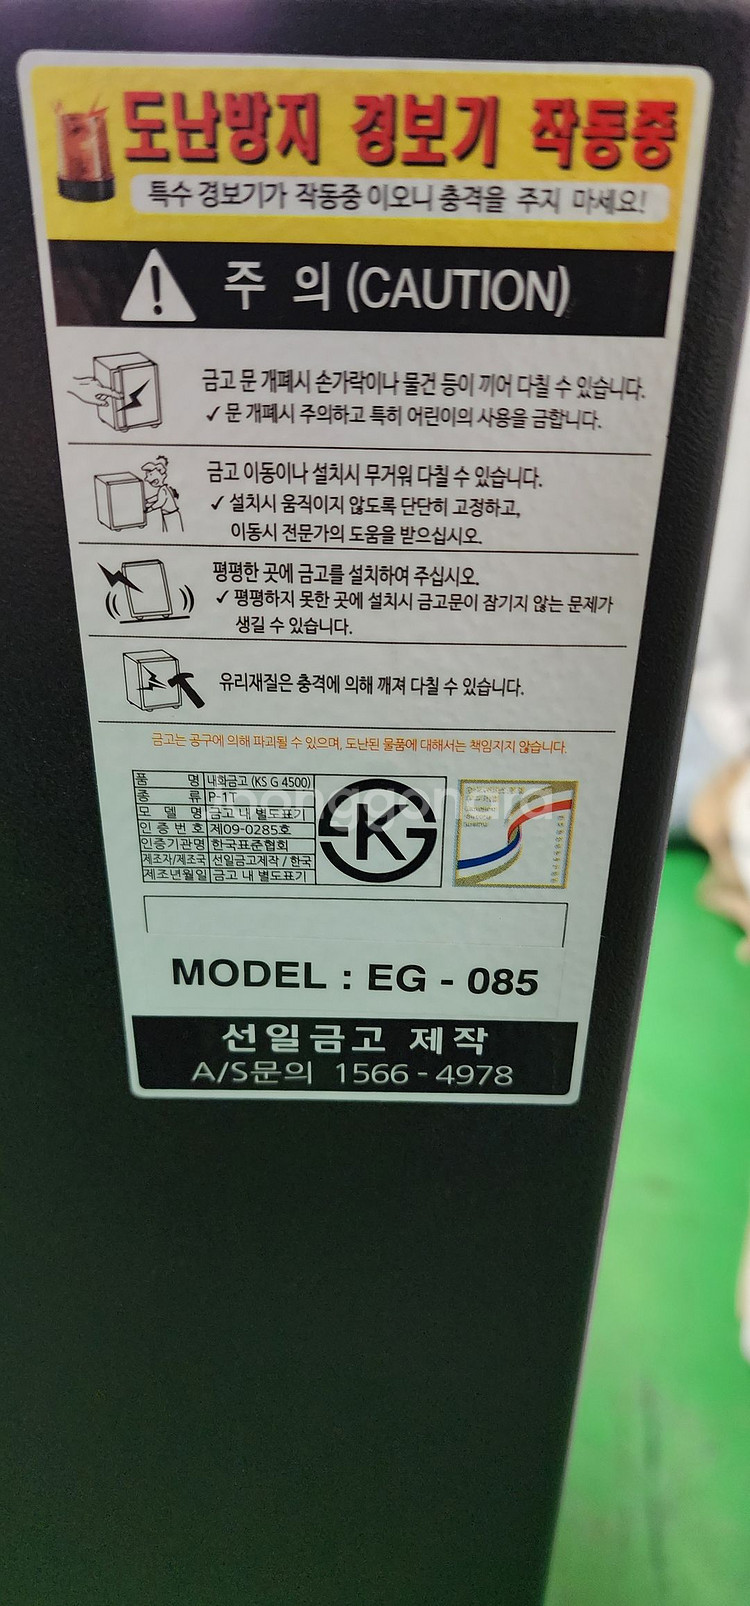 도난방지 경보기 작동중
특수 경보기가 작동중 이오니 충격을 주지 마세요!
주 의 (CAUTION)
금고 문 개폐시 손가락이나 물건 등이 끼어 다칠 수 있습니다.
✓ 문 개폐시 주의하고 특히 어린이의 사용을 금합니다.
금고 이동이나 설치시 무거워 다칠 수 있습니다.
✓ 설치시 움직이지 않도록 단단히 고정하고,
이동시 전문가의 도움을 받으십시오.
평평한 곳에 금고를 설치하여 주십시오.
✓ 평평하지 못한 곳에 설치시 금고문이 잠기지 않는 문제가
생길 수 있습니다.
유리재질은 충격에 의해 깨져 다칠 수 있습니다.
금고는 공구에 의해 파괴될 수 있으며, 도난된 물품에 대해서는 책임지지 않습니다.
품 명 내화금고 (KS G 4500)
종 류 P-1T
모 델 명 금고 내 별도표기
인 증 번 호 제09-0285호
인증기관명 한국표준협회
제조자/제조국 선일금고제작 / 한국
제조년월일 금고 내 별도표기
MODEL : EG - 085
선일금고 제작
A/S문의 1566 - 4978